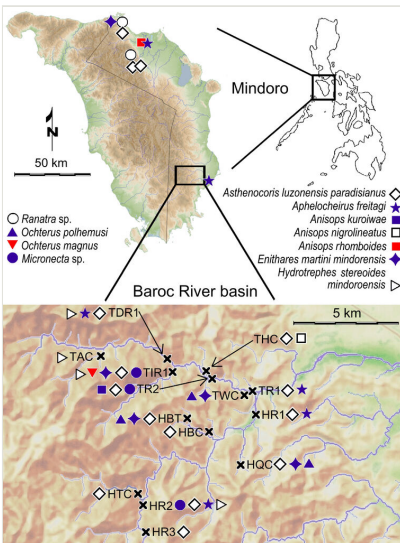 Mindoro
N
50 km
Asthenocoris luzonensis paradisianus
Aphelocheirus freitagi
Anisops kuroiwae
Anisops nigrolineatus
Anisops rhomboides
Enithares martini mindorensis
Hydrotrephes stereoides
mindoroensis
Ranatra sp.
Ochterus polhemusi
Ochterus magnus
Micronecta sp.
Baroc River basin
5 km
TDR1
THC
TAC
TIR1
TR2
TWC
TR1
HBT
HR1
HBC
HQC
HTC
HR2
HR3